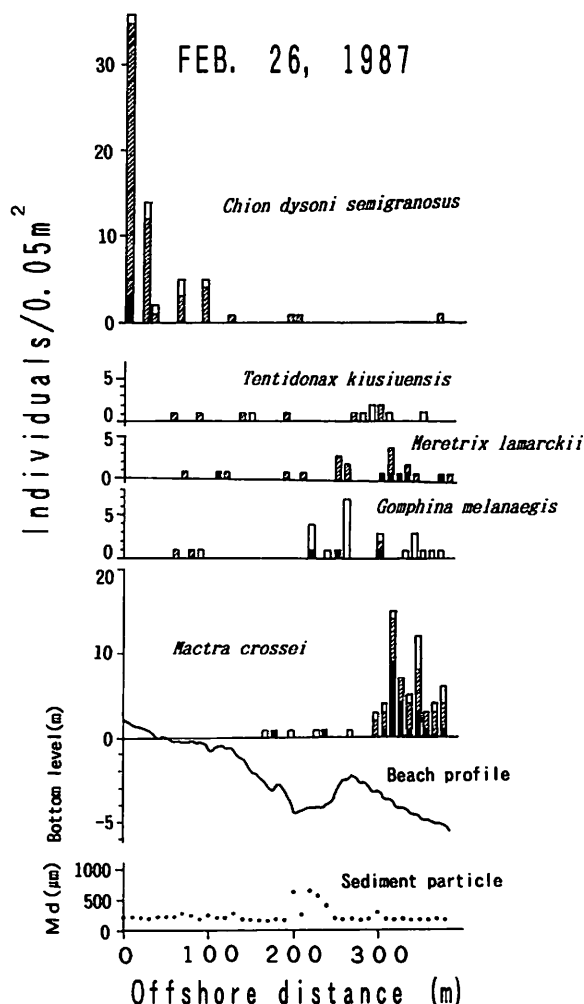 FEB. 26, 1987
30
20
10
0
Chion dysoni semigranosus
Individuals/0.05m²
5
0
Tentidonax kiusiuensis
5
0
Meretrix lamarckii
5
0
Gomphina melanaegis
20
10
0
Mactra crossei
Bottom level(m)
-5
Beach profile
Md(μm)
1000
500
0
Sediment particle
0 100 200 300
Offshore distance (m)